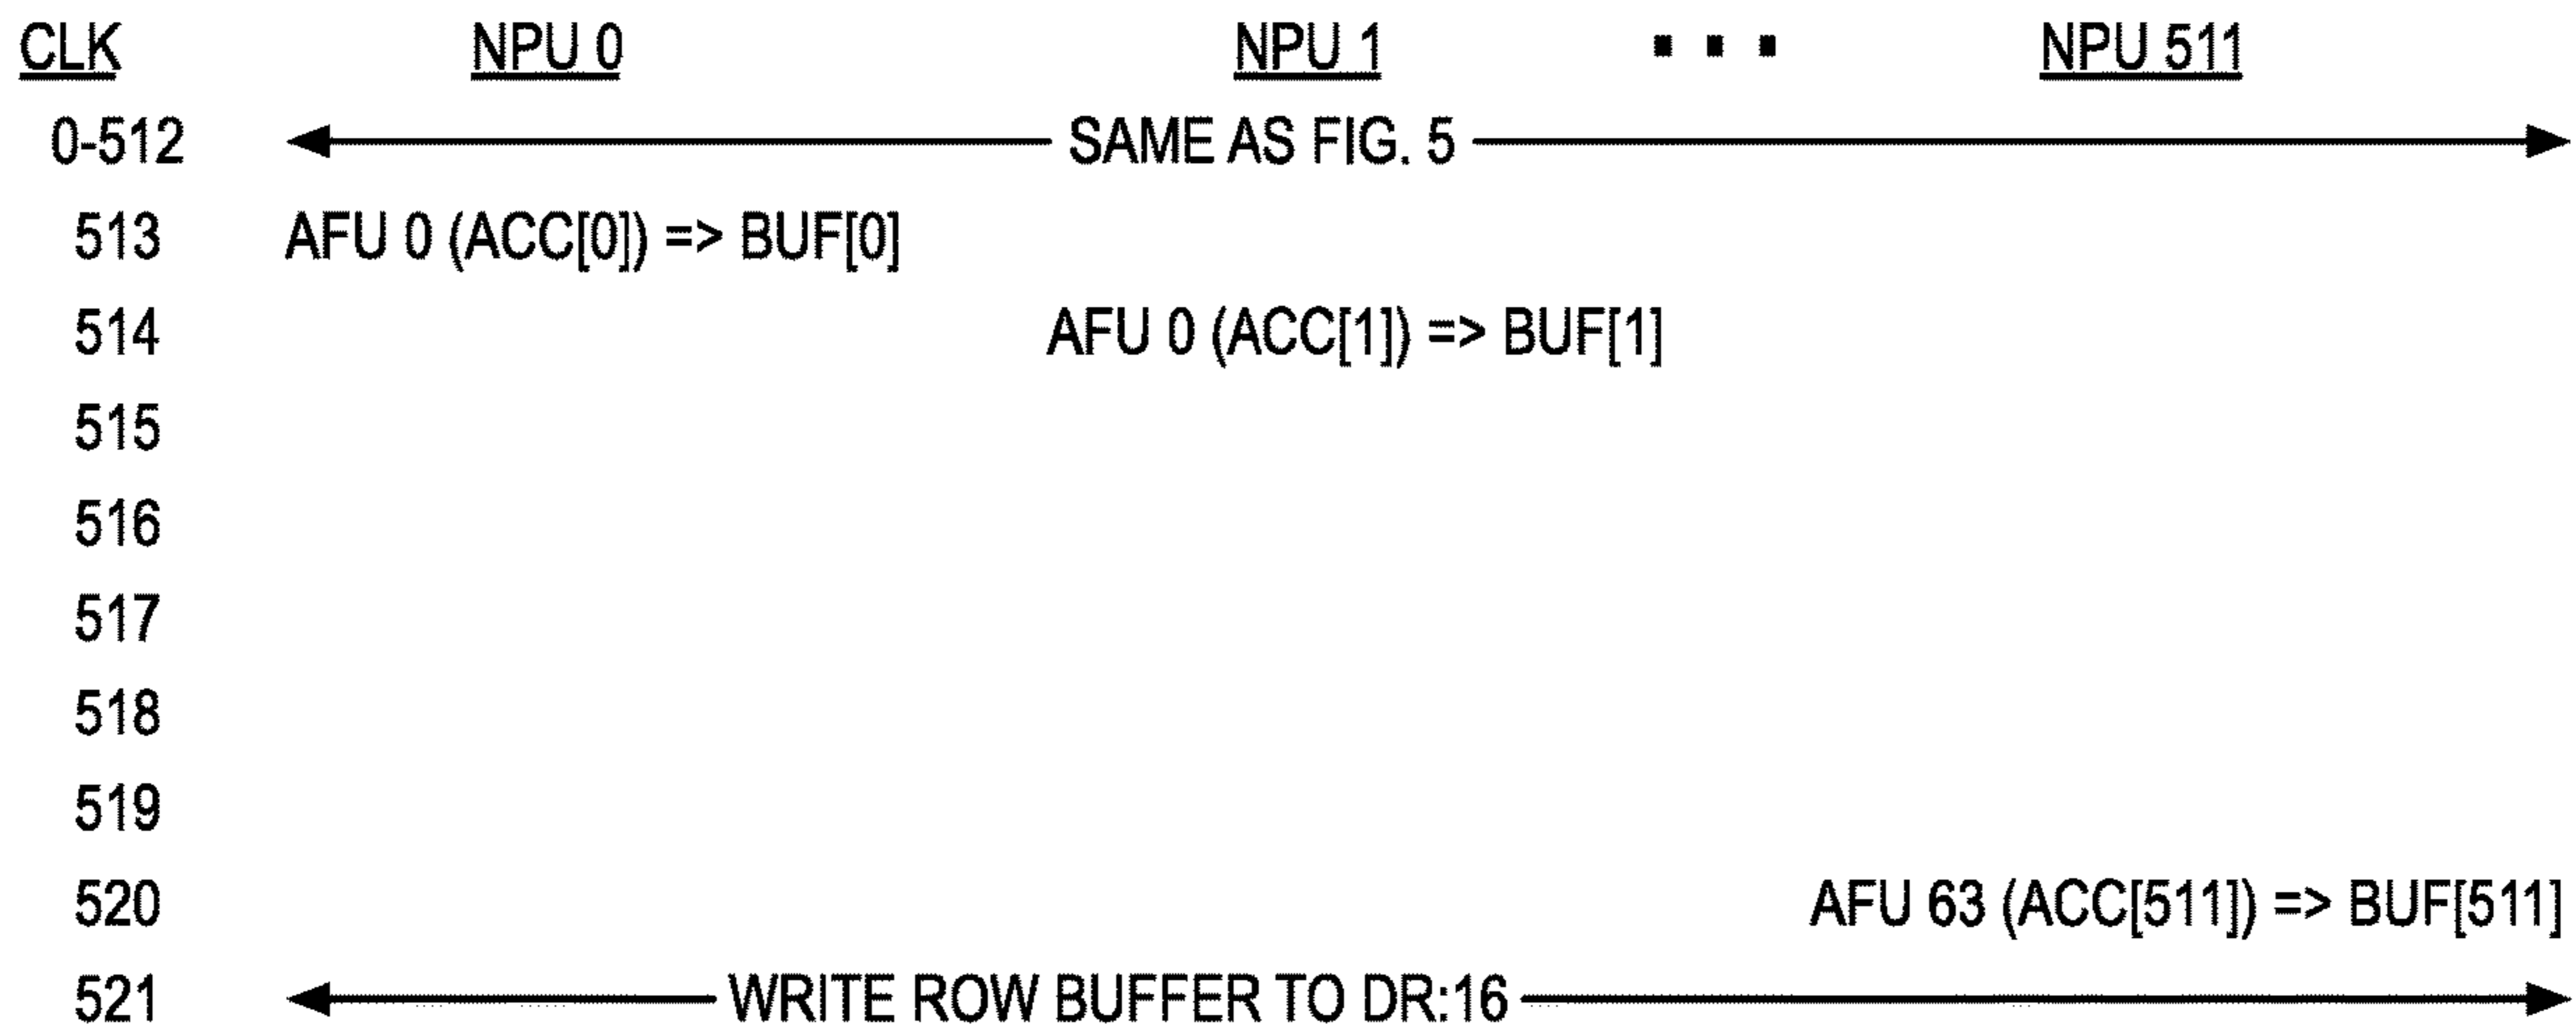 CLK NPU 0 NPU 1 ▪ ▪ ▪ NPU 511
0-512 SAME AS FIG. 5
513 AFU 0 (ACC[0]) => BUF[0]
514 AFU 0 (ACC[1]) => BUF[1]
515
516
517
518
519
520 AFU 63 (ACC[511]) => BUF[511]
521 WRITE ROW BUFFER TO DR:16